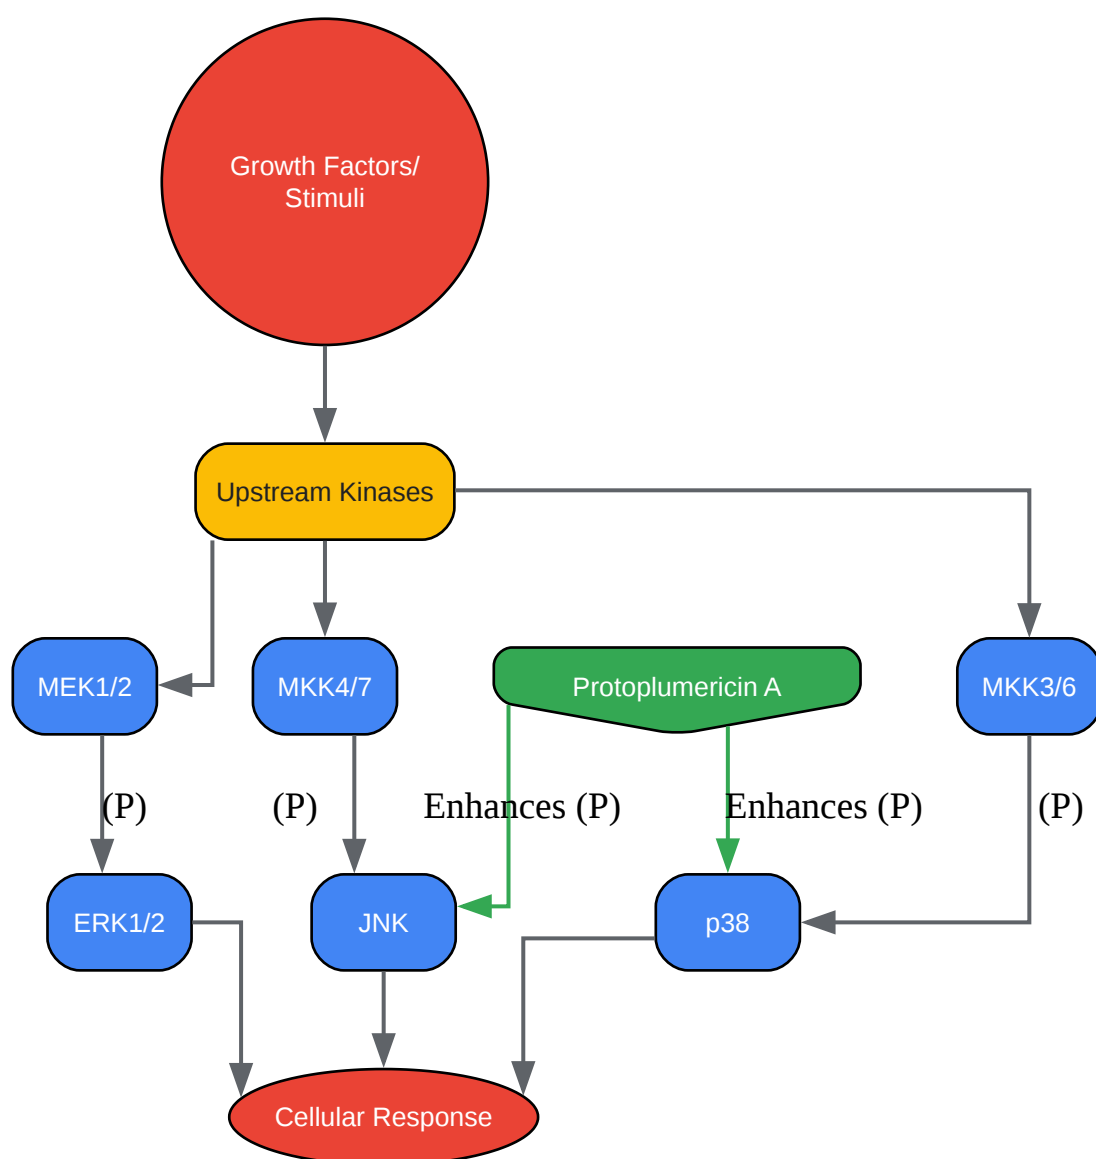 Growth Factors/
Stimuli
Upstream Kinases
MEK1/2
MKK4/7
Protoplumericin A
MKK3/6
(P)
(P)
Enhances (P)
Enhances (P)
(P)
ERK1/2
JNK
p38
Cellular Response